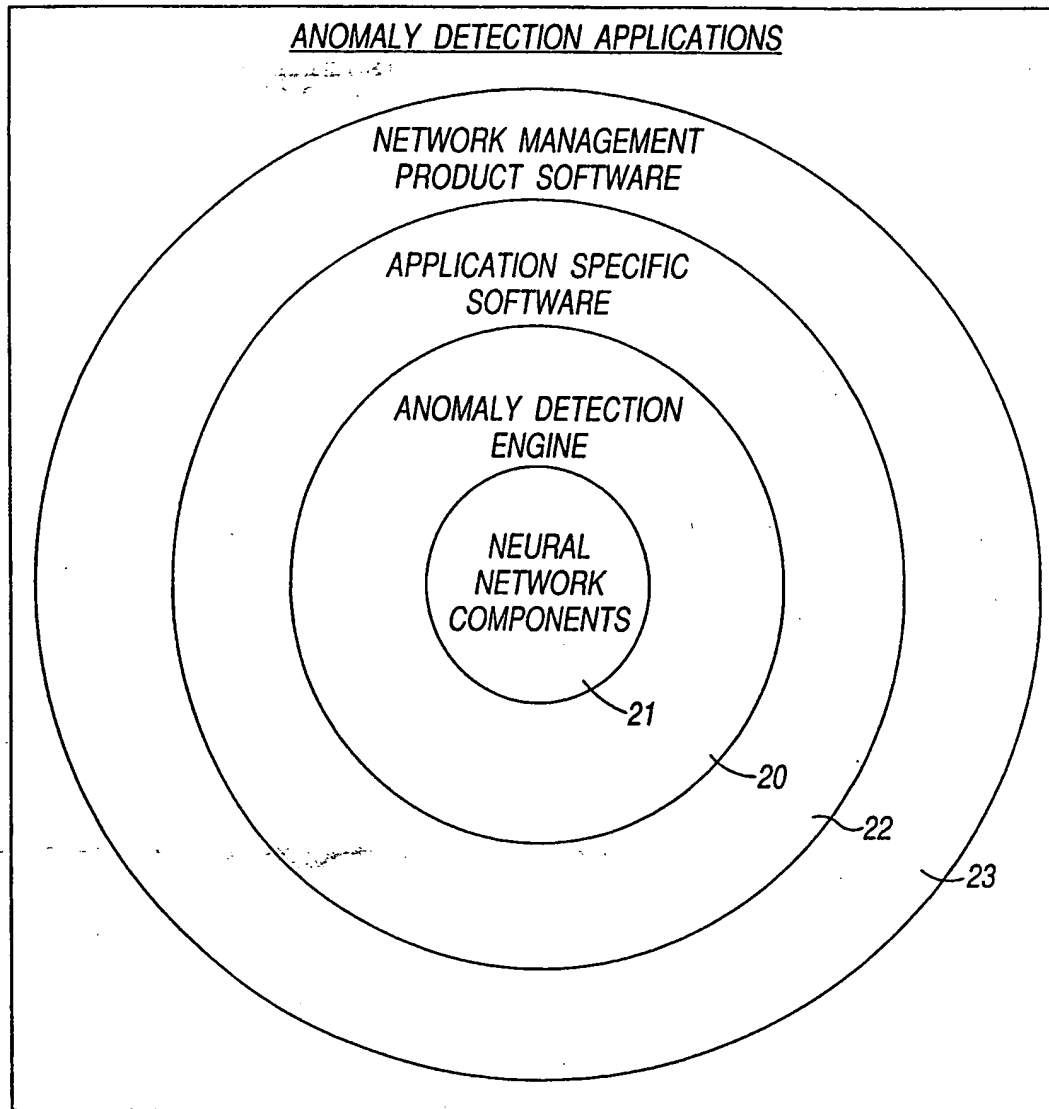 ANOMALY DETECTION APPLICATIONS
NETWORK MANAGEMENT
PRODUCT SOFTWARE
APPLICATION SPECIFIC
SOFTWARE
ANOMALY DETECTION
ENGINE
NEURAL
NETWORK
COMPONENTS
21
20
22
23